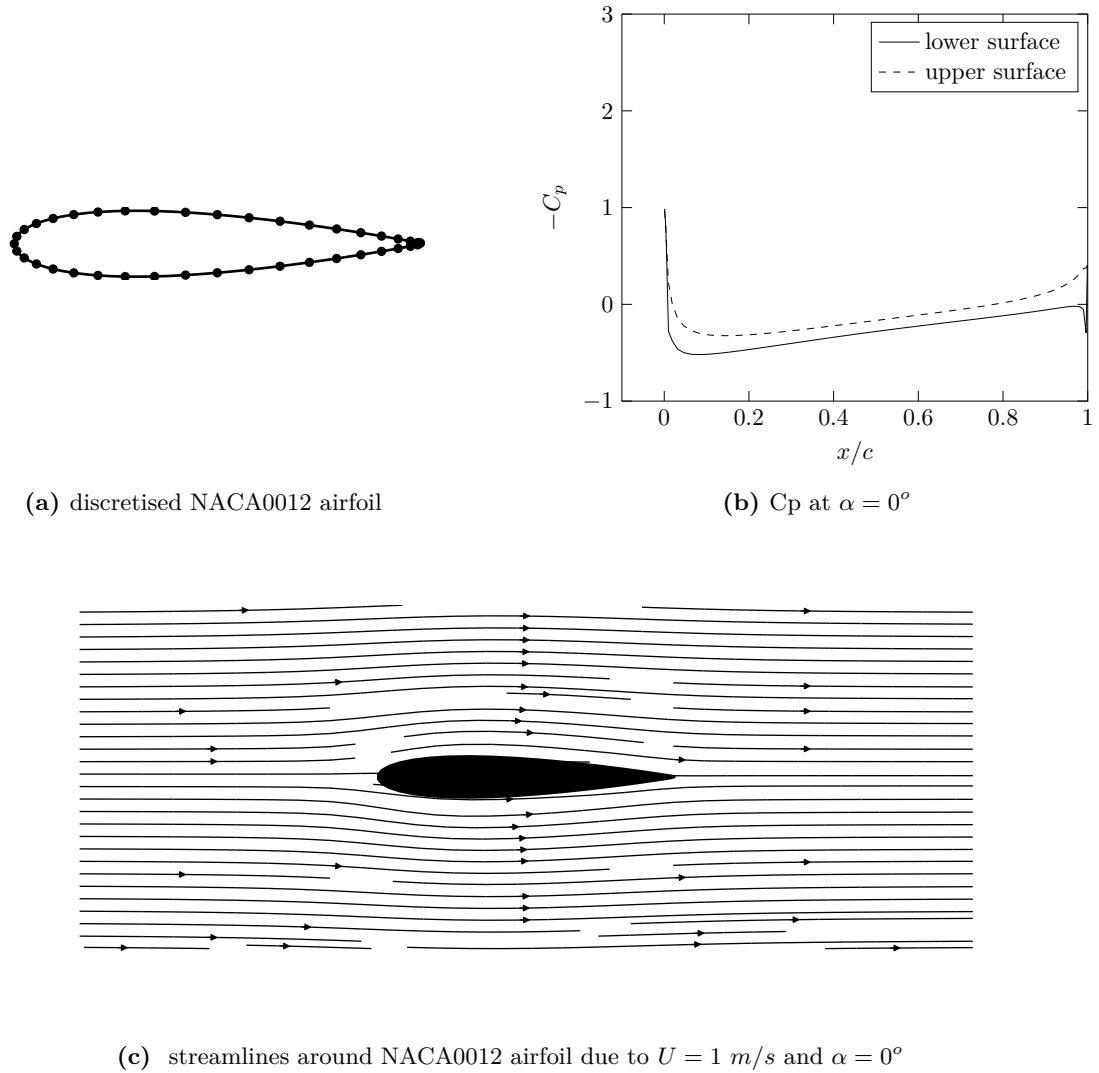 3
2
1
0
−1
−C_p
lower surface
upper surface
0
0.2
0.4
0.6
0.8
1
x/c
(a) discretised NACA0012 airfoil
(b) Cp at α = 0^o
(c) streamlines around NACA0012 airfoil due to U = 1 m/s and α = 0^o